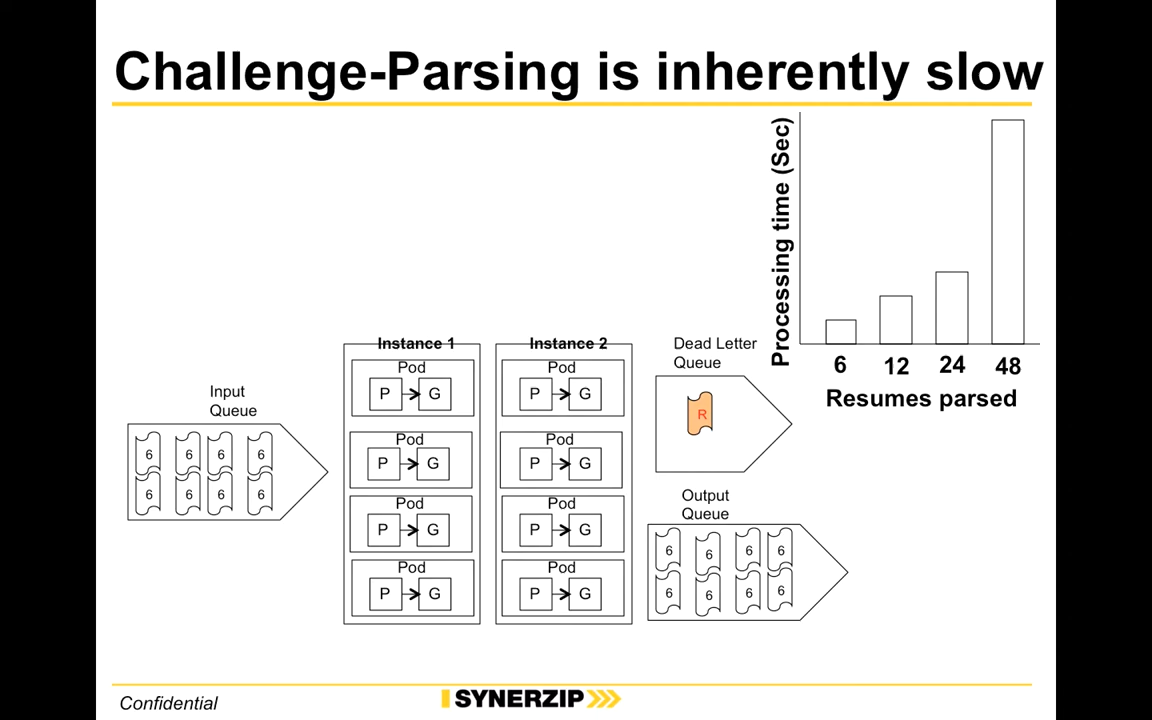 Challenge-Parsing is inherently slow
Processing time (Sec)
6 12 24 48
Resumes parsed
Input
Queue
6 6 6 6
6 6 6 6
Instance 1
Pod
P G
Pod
P G
Pod
P G
Pod
P G
Instance 2
Pod
P G
Pod
P G
Pod
P G
Pod
P G
Dead Letter
Queue
R
Output
Queue
6 6 6 6
6 6 6 6
Confidential
SYNERZIP